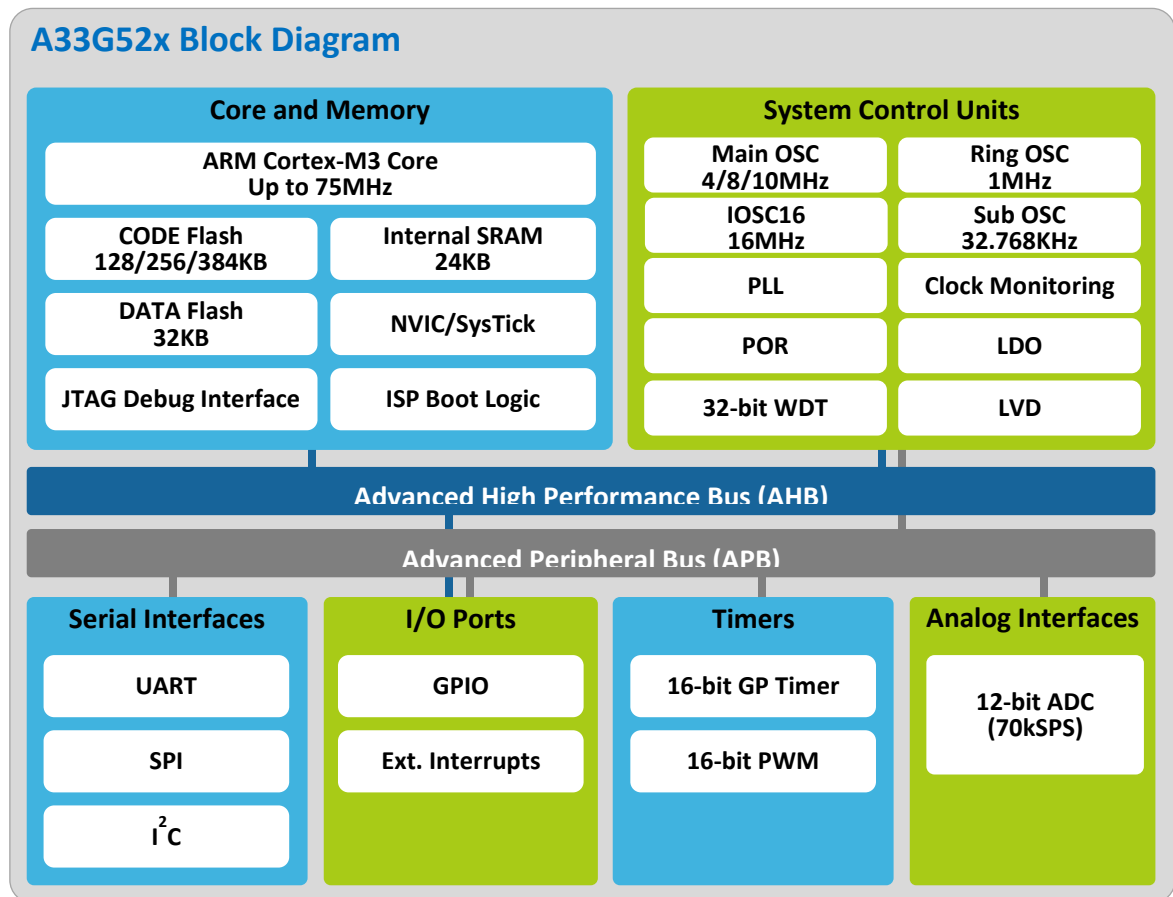 A33G52x Block Diagram
Core and Memory
ARM Cortex-M3 Core
Up to 75MHz
CODE Flash
128/256/384KB
Internal SRAM
24KB
DATA Flash
32KB
NVIC/SysTick
JTAG Debug Interface
ISP Boot Logic
System Control Units
Main OSC
4/8/10MHz
Ring OSC
1MHz
IOSC16
16MHz
Sub OSC
32.768KHz
PLL
Clock Monitoring
POR
LDO
32-bit WDT
LVD
Advanced High Performance Bus (AHB)
Advanced Peripheral Bus (APB)
Serial Interfaces
UART
SPI
I²C
I/O Ports
GPIO
Ext. Interrupts
Timers
16-bit GP Timer
16-bit PWM
Analog Interfaces
12-bit ADC
(70kSPS)